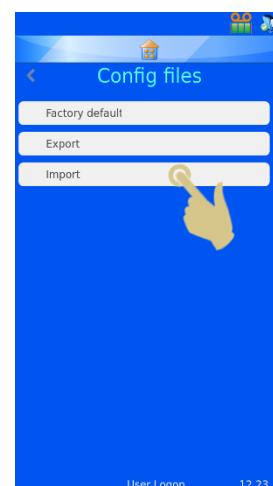 Config files
Factory default
Export
Import
User Logon 12 23